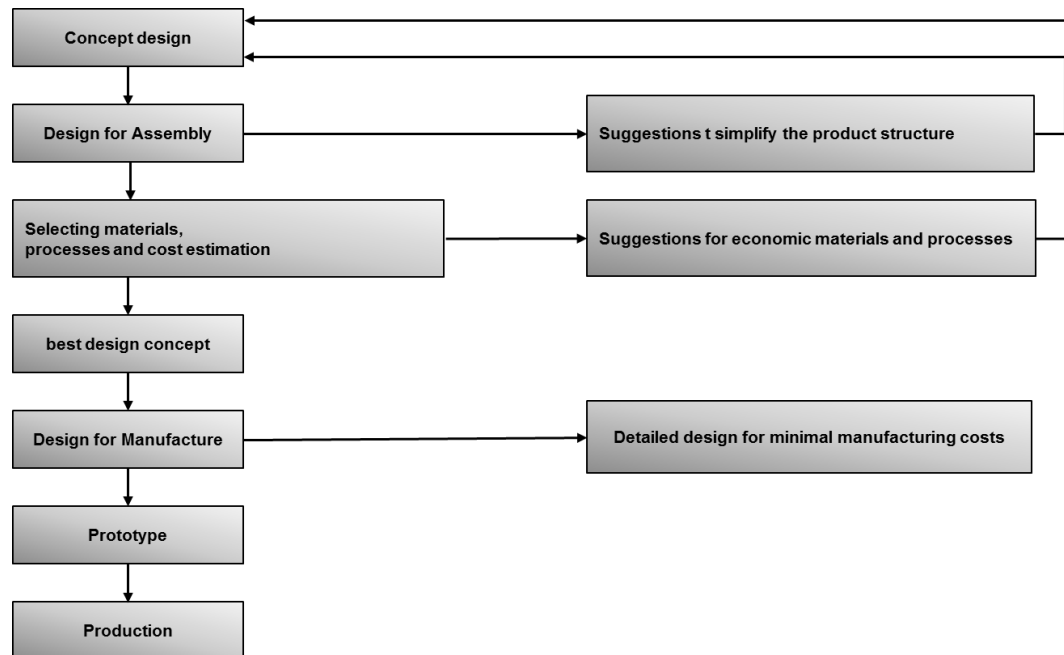 Concept design
Design for Assembly
Suggestions t simplify the product structure
Selecting materials,
processes and cost estimation
Suggestions for economic materials and processes
best design concept
Design for Manufacture
Detailed design for minimal manufacturing costs
Prototype
Production